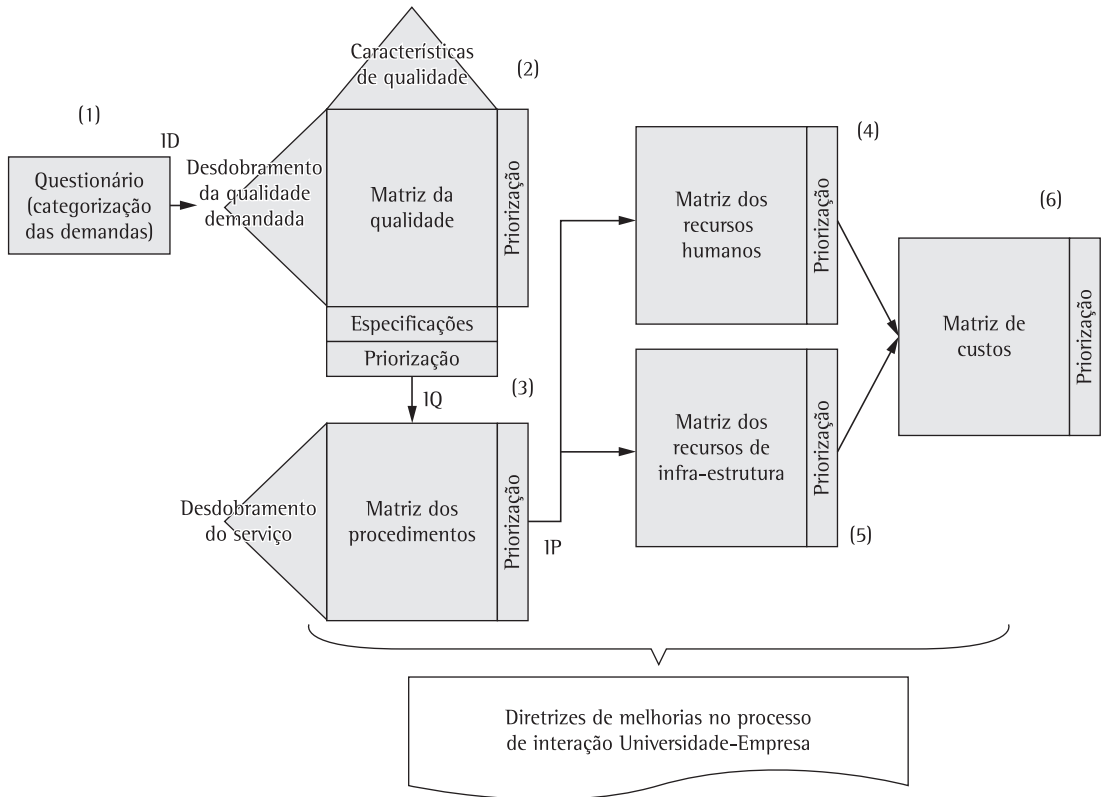 (1)
ID
Questionário
(categorização
das demandas)
Características
de qualidade
(2)
Desdobramento
da qualidade
demandada
Matriz da
qualidade
Priorização
Especificações
Priorização
IQ
(3)
Desdobramento
do serviço
Matriz dos
procedimentos
Priorização
IP
Matriz dos
recursos
humanos
Priorização
(4)
Matriz dos
recursos de
infra-estrutura
Priorização
(5)
(6)
Matriz de
custos
Priorização
Diretrizes de melhorias no processo
de interação Universidade-Empresa